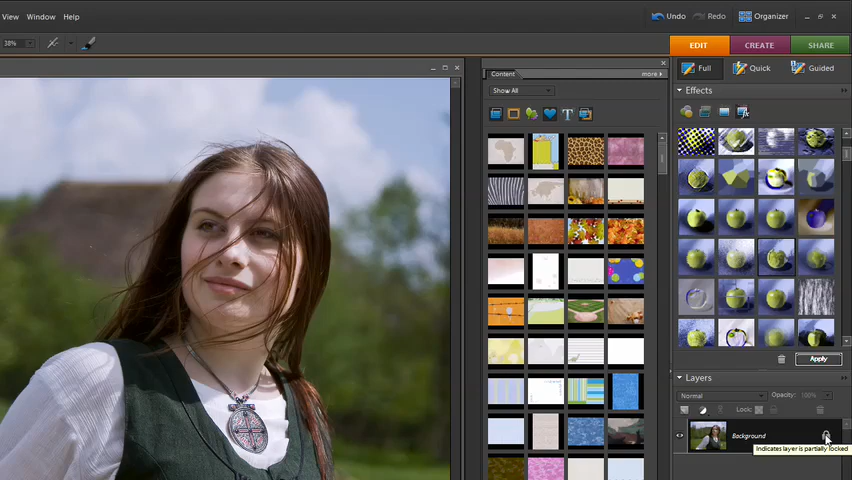 View Window Help
Undo Redo Organizer
38%
EDIT CREATE SHARE
Content more ›
Full Quick Guided
Show All
Effects
T
fx
Apply
Layers
Normal Opacity: 100%
Lock:
Background
Indicates layer is partially locked